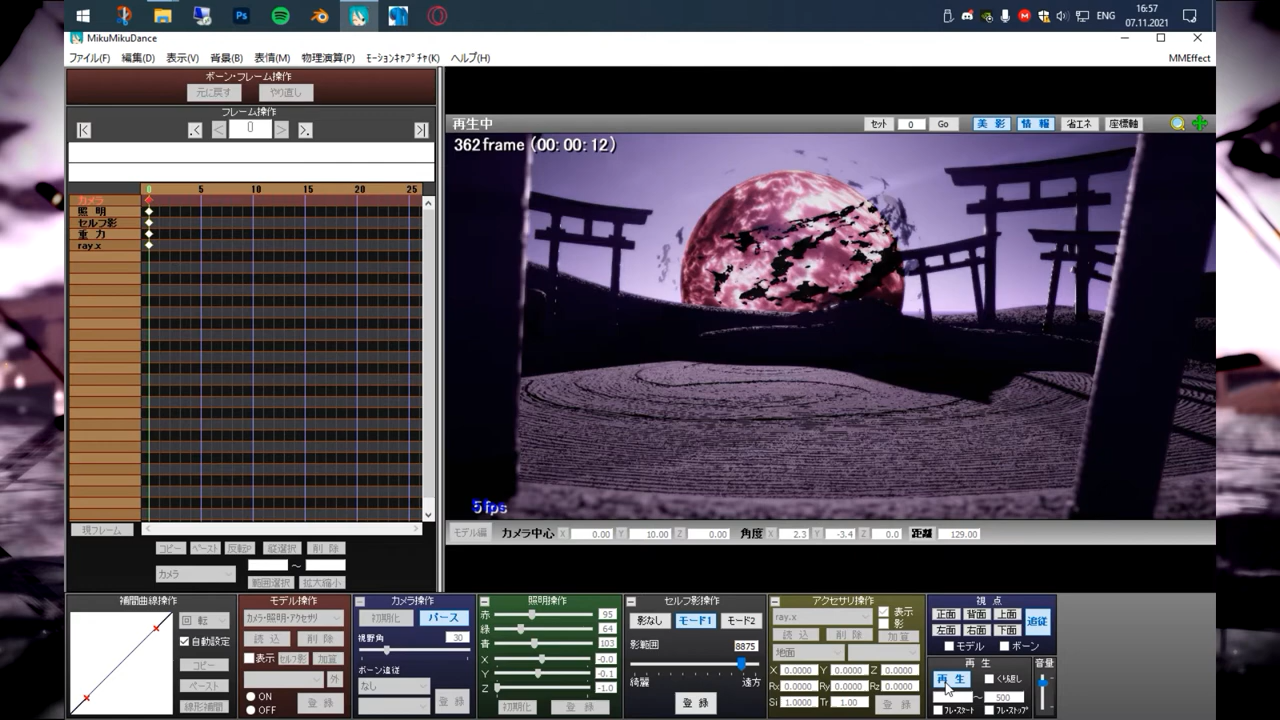 16:57
ENG
07.11.2021
MikuMikuDance
ファイル(F) 編集(D) 表示(V) 背景(B) 表情(M) 物理演算(P) モーションキャプチャ(K) ヘルプ(H) MMEffect
ボーン・フレーム操作
元に戻す やり直し
フレーム操作
|< .< < 0 > >. >|
0 5 10 15 20 25
カメラ
照 明
セルフ影
重 力
ray.x
現フレーム
コピー ペースト 反転P 縦選択 削 除
カメラ ～
範囲選択 拡大縮小
再生中 セット 0 Go 美 影 情 報 省エネ 座標軸
362 frame (00:00:12)
5 fps
モデル編 カメラ中心 X 0.00 Y 10.00 Z 0.00 角度 X 2.3 Y -3.4 Z 0.0 距離 129.00
補間曲線操作
回 転
自動設定
コピー
ペースト
線形補間
モデル操作
カメラ・照明・アクセサリ
読 込 削 除
表示 セルフ影 加算
外
ON
OFF
登 録
カメラ操作
初期化 パース
視野角 30
ボーン追従
なし
登 録
照明操作
赤 95
緑 64
青 103
X -0.0
Y -0.1
Z -1.0
初期化 登 録
セルフ影操作
影なし モード1 モード2
影範囲 8875
綺麗 遠方
登 録
アクセサリ操作
ray.x 表示
影
読 込 削 除 加算
地面
X 0.0000 Y 0.0000 Z 0.0000
Rx 0.0000 Ry 0.0000 Rz 0.0000
Si 1.0000 Tr 1.00 登 録
視 点
正面 背面 上面
左面 右面 下面
追従
モデル ボーン
再 生
再 生 くり返し
～ 500
フレ・スタート フレ・ストップ
音量